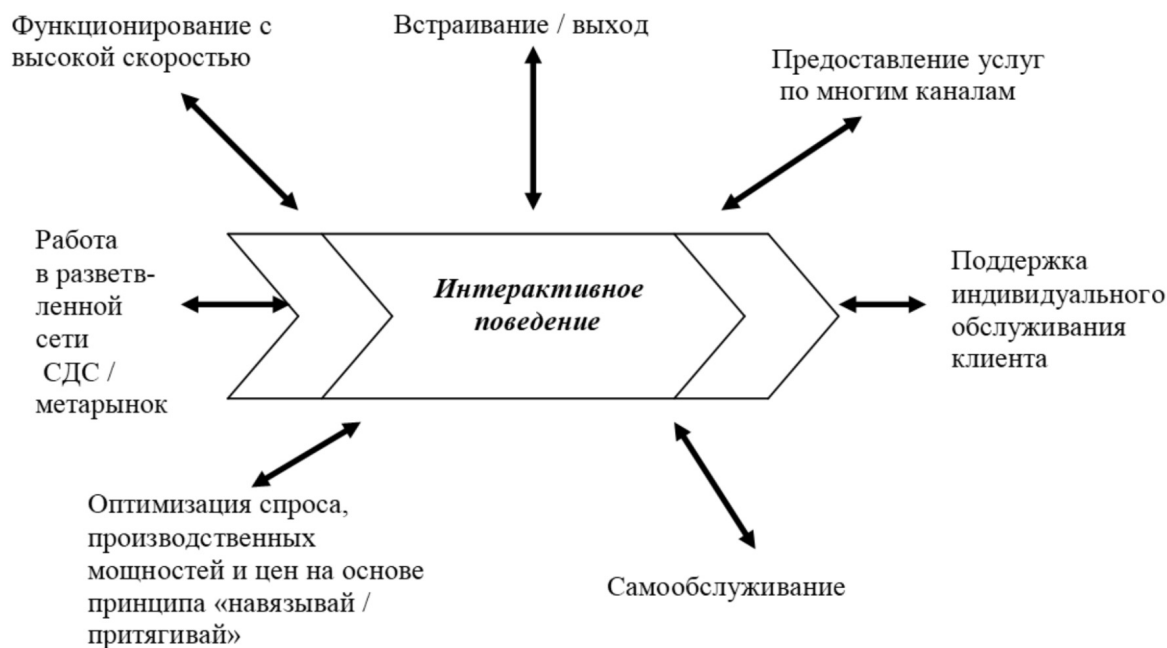 Функционирование с
высокой скоростью
Встраивание / выход
Предоставление услуг
по многим каналам
Работа
в разветв-
ленной
сети
СДС /
метарынок
Интерактивное
поведение
Поддержка
индивидуального
обслуживания
клиента
Оптимизация спроса,
производственных
мощностей и цен на основе
принципа «навязывай /
притягивай»
Самообслуживание